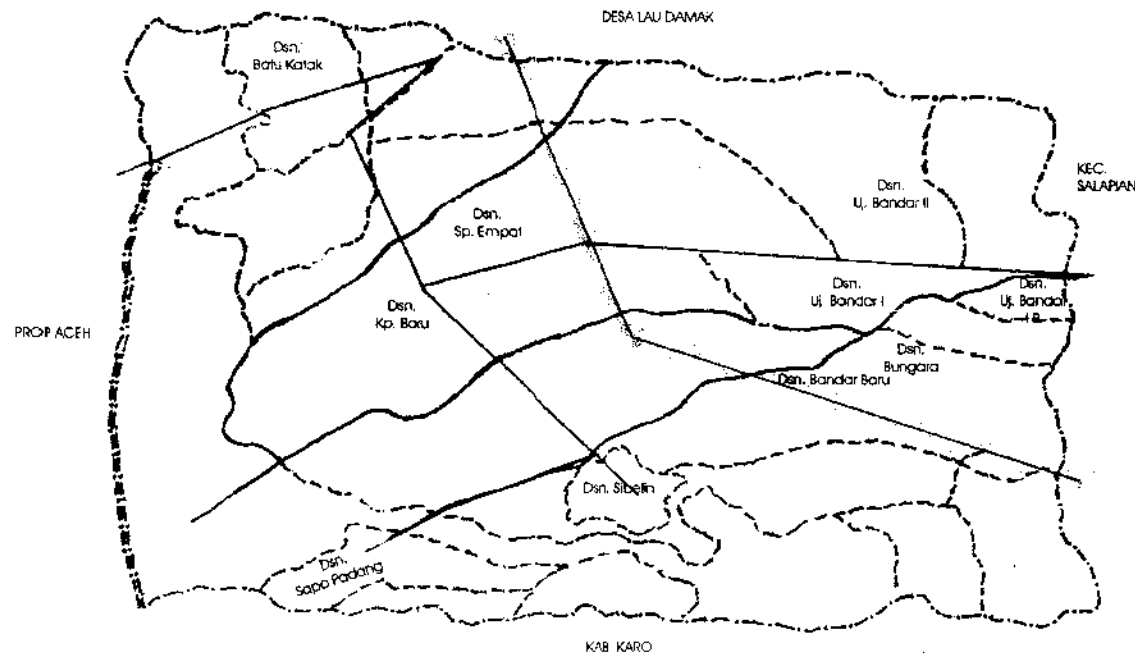 DESA LAU DAMAK
Dsn.
Batu Katak
KEC.
SALAPIAN
Dsn.
Uj. Bandar II
Dsn.
Sp. Empat
Dsn.
Uj. Bandar I
Dsn.
Uj. Bandar
Dsn.
Kp. Baru
PROP ACEH
Dsn.
Bungara
Dsn. Bandar Baru
Dsn. Sibelin
Dsn.
Sapo Padang
KAB. KARO